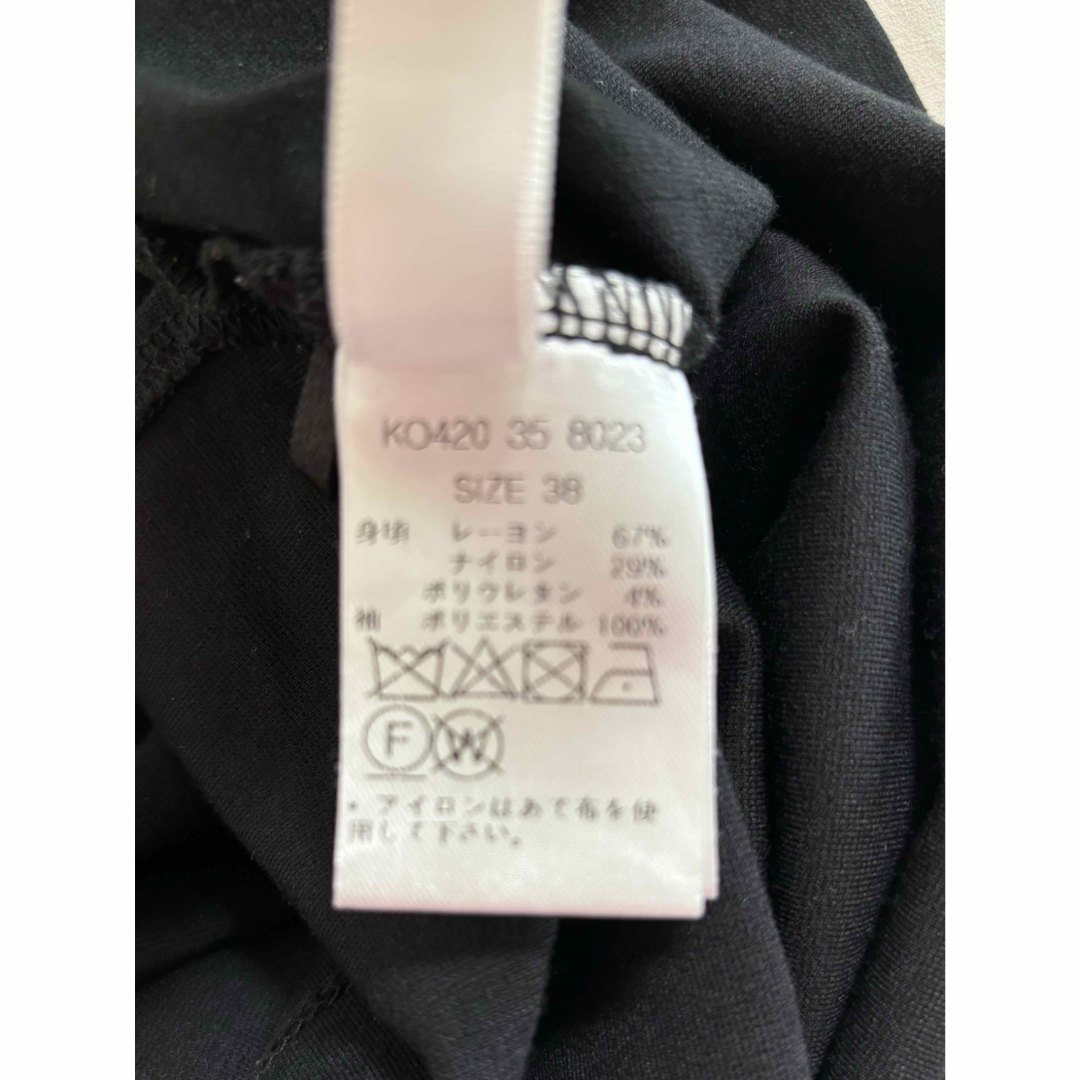 KO420 35 8023
SIZE 38
身頃 レーヨン 67%
ナイロン 29%
ポリウレタン 4%
袖 ポリエステル 100%
F W
・アイロンはあて布を使
用して下さい。